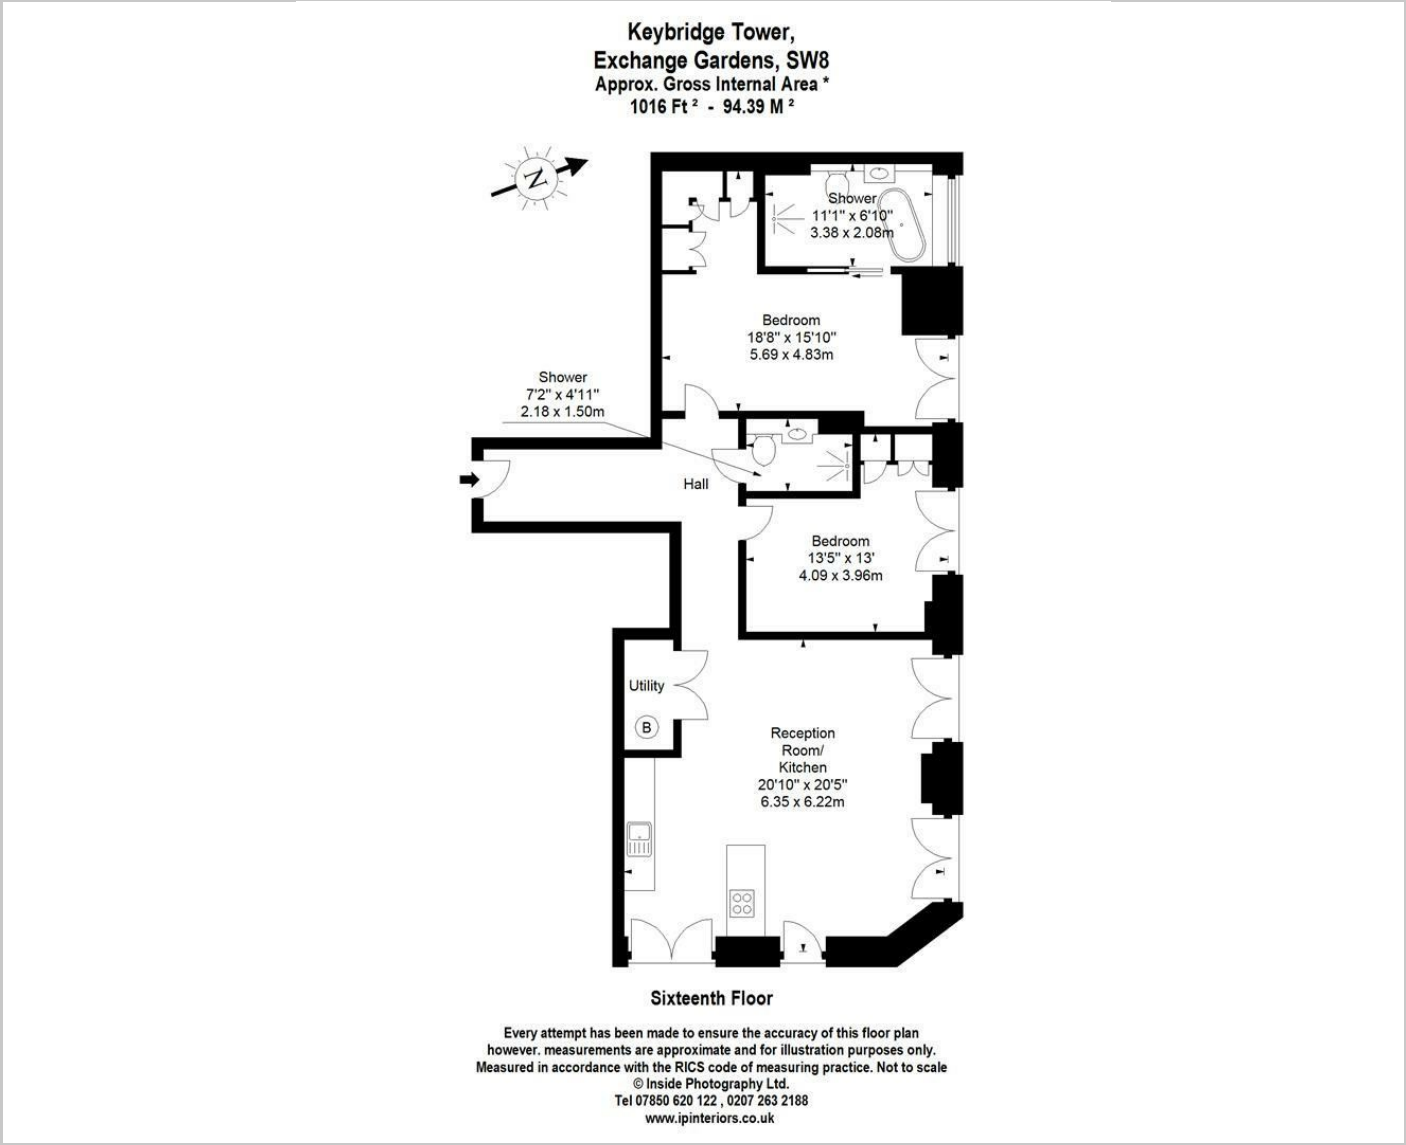 Keybridge Tower,
Exchange Gardens, SW8
Approx. Gross Internal Area *
1016 Ft ² - 94.39 M ²
N
Shower
11'1" x 6'10"
3.38 x 2.08m
Bedroom
18'8" x 15'10"
5.69 x 4.83m
Shower
7'2" x 4'11"
2.18 x 1.50m
Hall
Bedroom
13'5" x 13'
4.09 x 3.96m
Utility
B
Reception
Room/
Kitchen
20'10" x 20'5"
6.35 x 6.22m
Sixteenth Floor
Every attempt has been made to ensure the accuracy of this floor plan
however. measurements are approximate and for illustration purposes only.
Measured in accordance with the RICS code of measuring practice. Not to scale
© Inside Photography Ltd.
Tel 07850 620 122 , 0207 263 2188
www.ipinteriors.co.uk